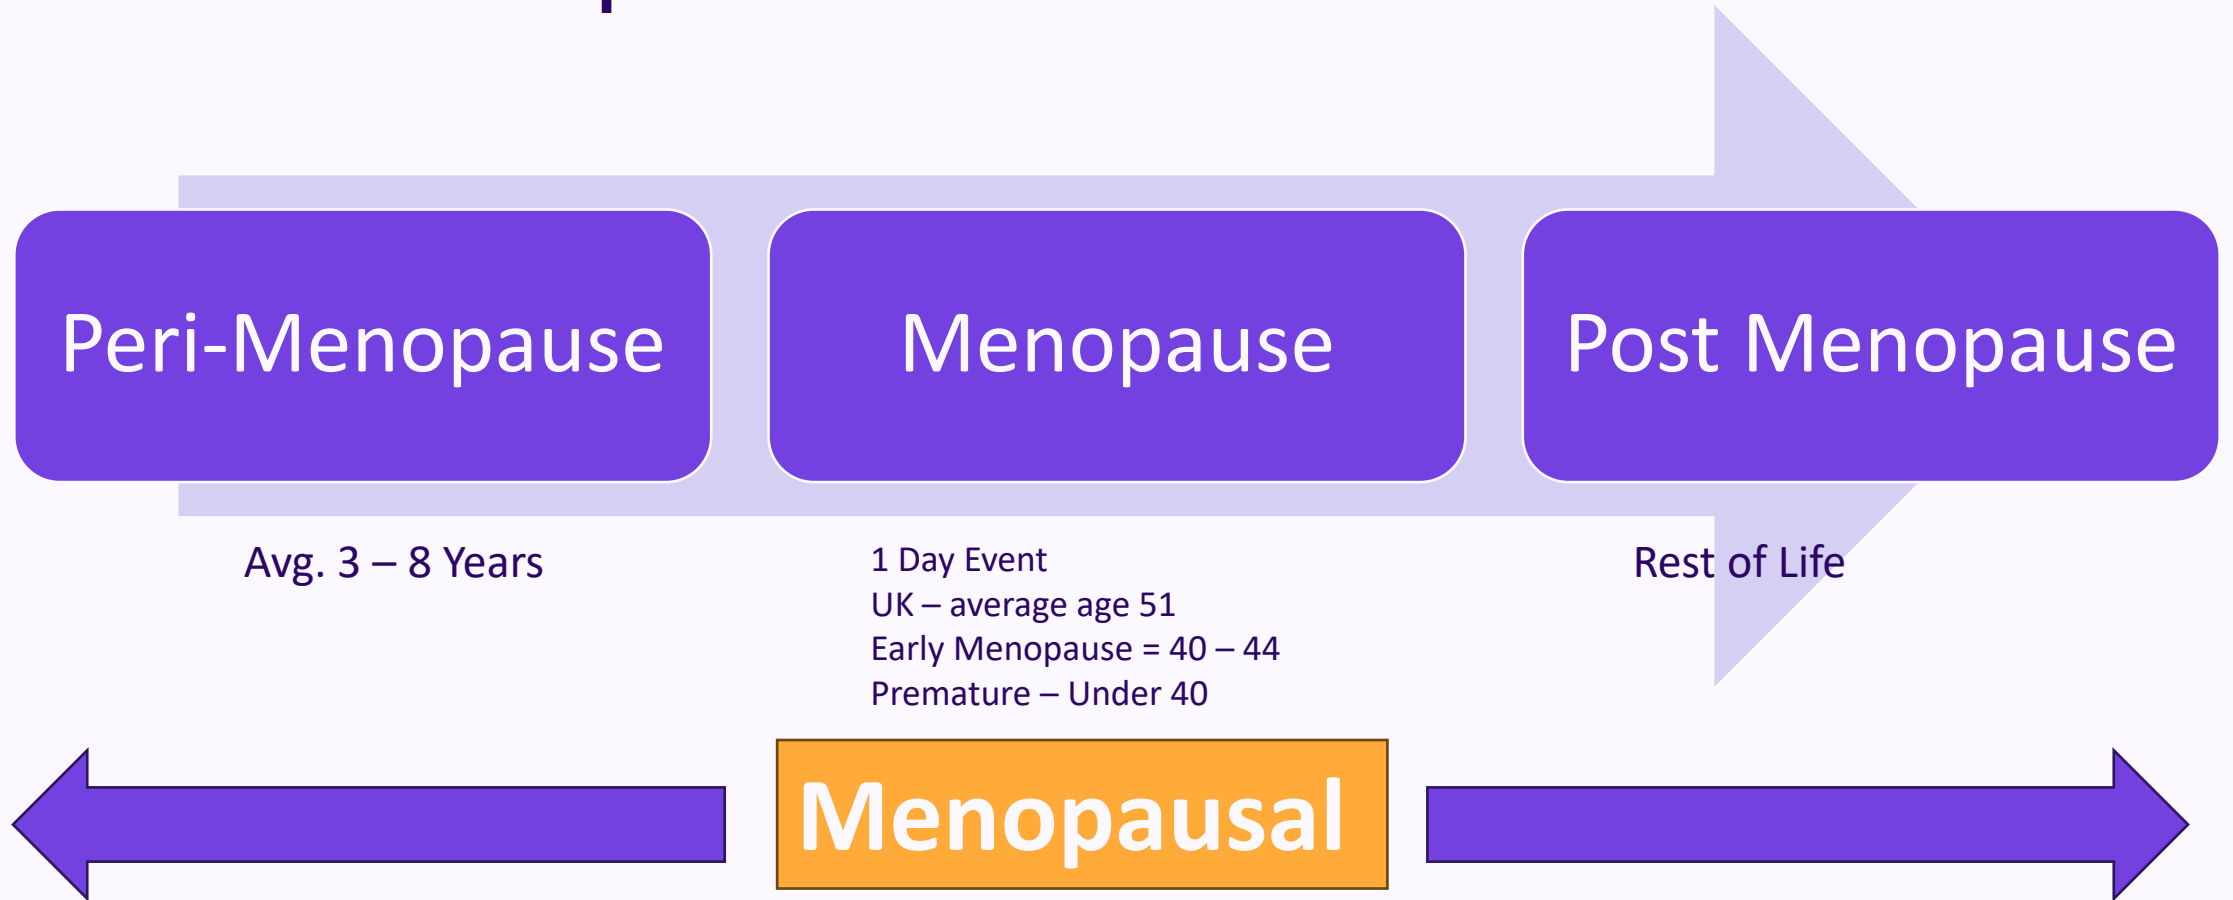 Peri-Menopause
Menopause
Post Menopause
Avg. 3 – 8 Years
1 Day Event
UK – average age 51
Early Menopause = 40 – 44
Premature – Under 40
Rest of Life
Menopausal